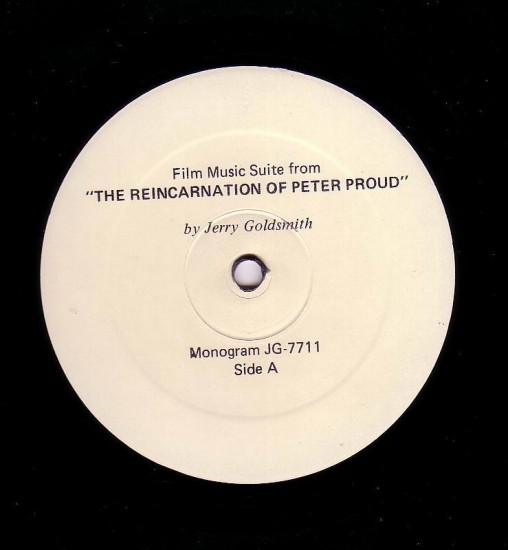 Film Music Suite from
"THE REINCARNATION OF PETER PROUD"
by Jerry Goldsmith
Monogram JG-7711
Side A